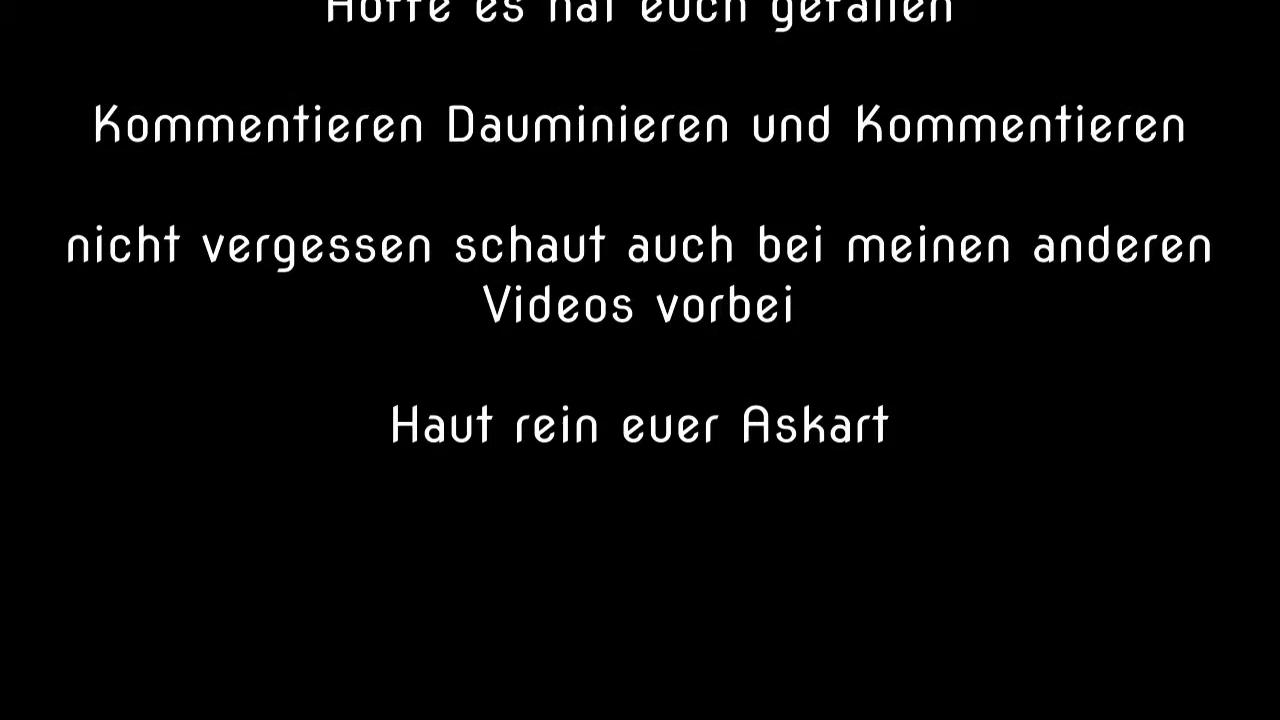 Hoffe es hat euch gefallen
Kommentieren Dauminieren und Kommentieren
nicht vergessen schaut auch bei meinen anderen
Videos vorbei
Haut rein euer Askart